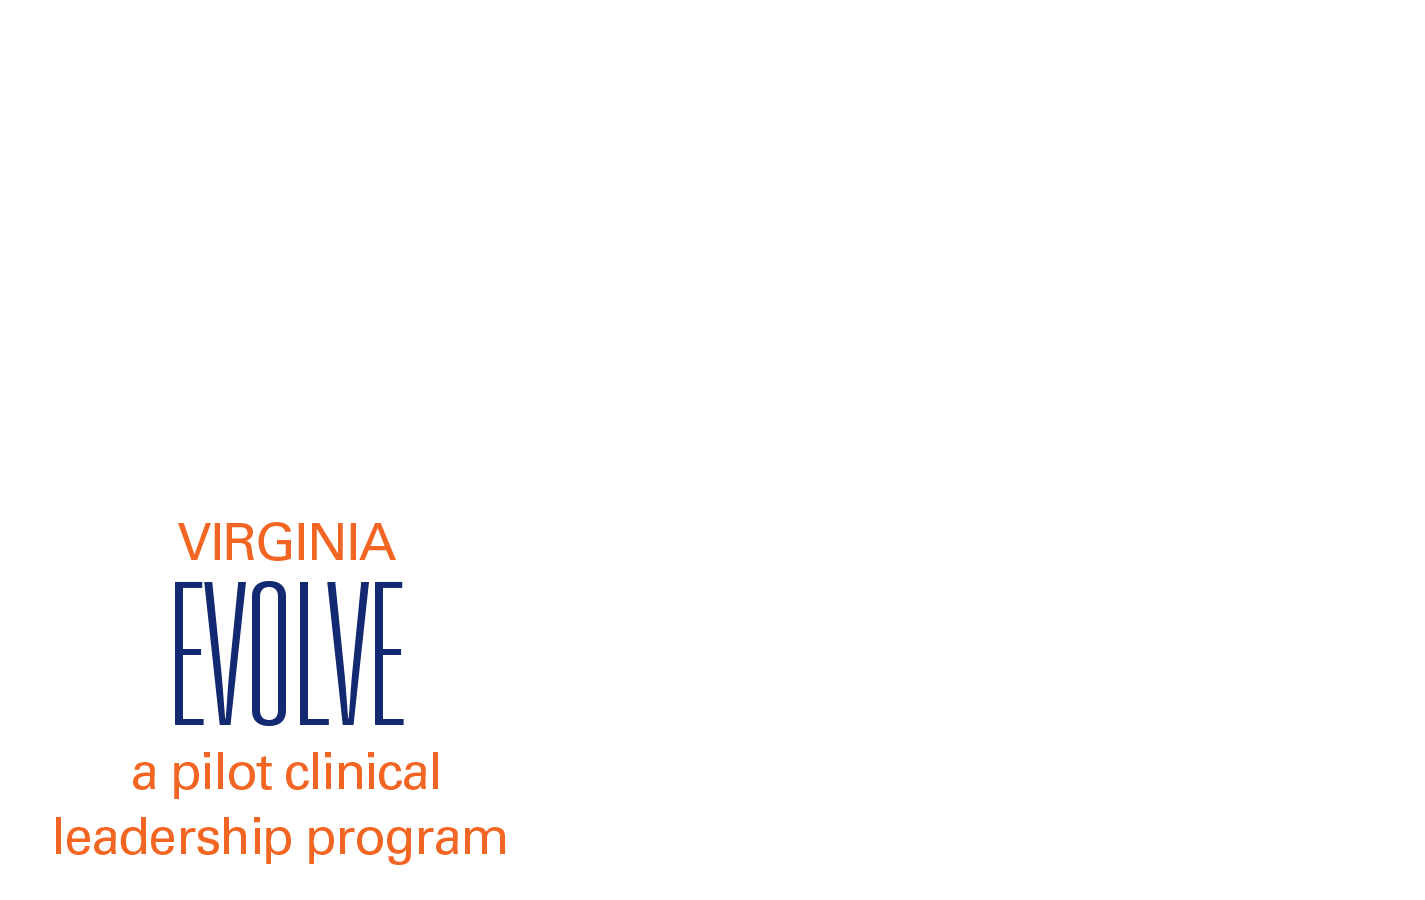 VIRGINIA
EVOLVE
a pilot clinical
leadership program